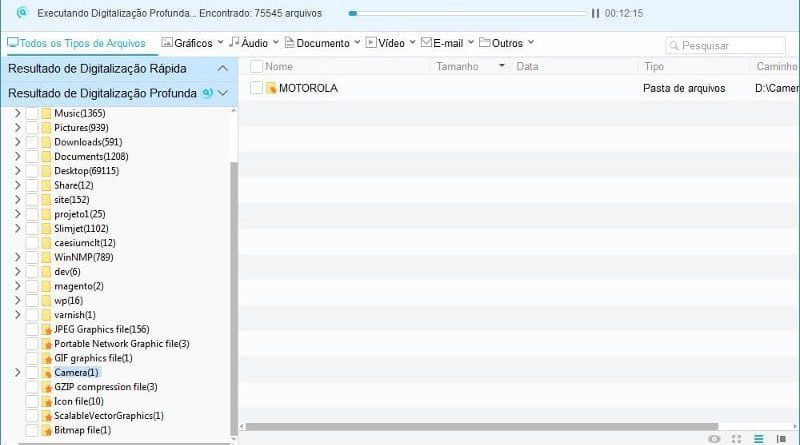 Executando Digitalização Profunda... Encontrado: 75545 arquivos 00:12:15
Todos os Tipos de Arquivos Gráficos Áudio Documento Vídeo E-mail Outros Pesquisar
Resultado de Digitalização Rápida
Resultado de Digitalização Profunda
Nome Tamanho Data Tipo Caminho
MOTOROLA Pasta de arquivos D:\Camer
Music(1365)
Pictures(939)
Downloads(591)
Documents(1208)
Desktop(69115)
Share(12)
site(152)
projeto1(25)
Slimjet(1102)
caesiumclt(12)
WinNMP(789)
dev(6)
magento(2)
wp(16)
varnish(1)
JPEG Graphics file(156)
Portable Network Graphic file(3)
GIF graphics file(1)
Camera(1)
GZIP compression file(3)
Icon file(10)
ScalableVectorGraphics(1)
Bitmap file(1)